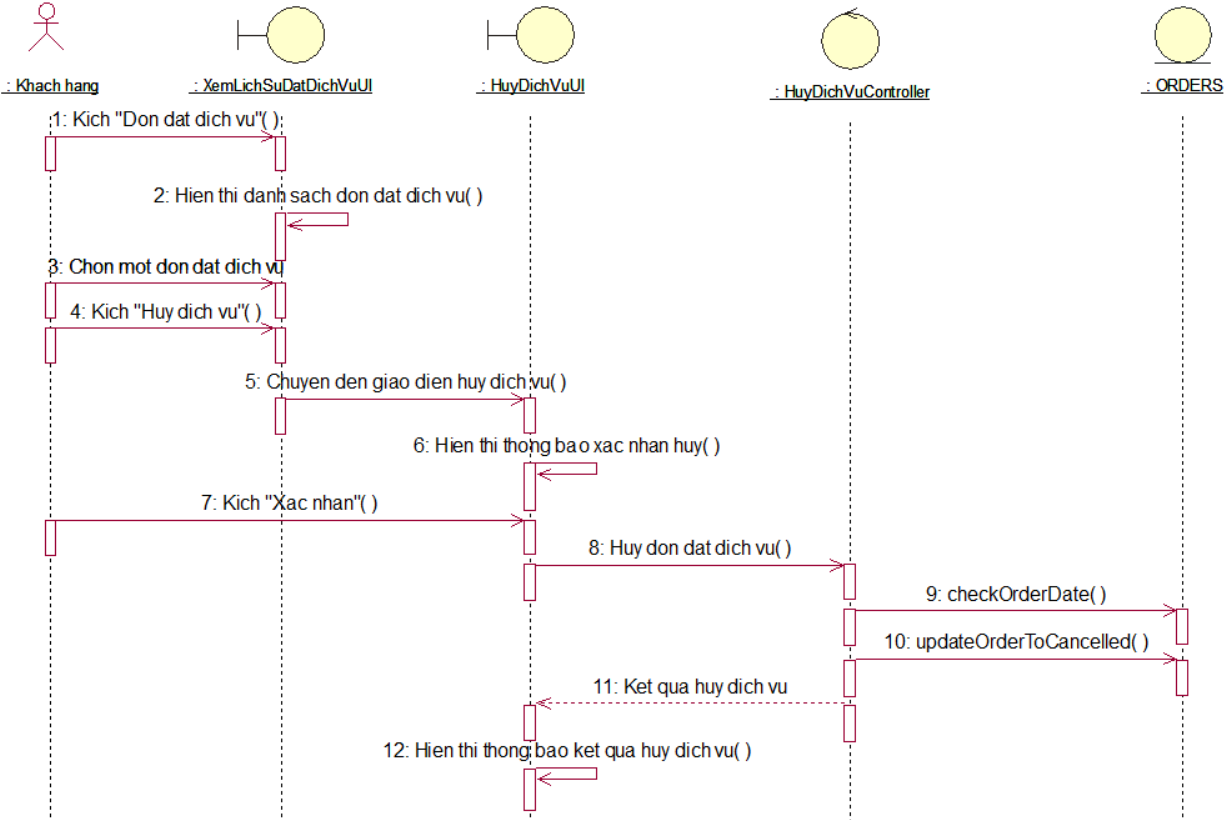 : Khach hang
: XemLichSuDatDichVuUI
: HuyDichVuUI
: HuyDichVuController
: ORDERS
1: Kich "Don dat dich vu"( )
2: Hien thi danh sach don dat dich vu( )
3: Chon mot don dat dich vu
4: Kich "Huy dich vu"( )
5: Chuyen den giao dien huy dich vu( )
6: Hien thi thong bao xac nhan huy( )
7: Kich "Xac nhan"( )
8: Huy don dat dich vu( )
9: checkOrderDate( )
10: updateOrderToCancelled( )
11: Ket qua huy dich vu
12: Hien thi thong bao ket qua huy dich vu( )